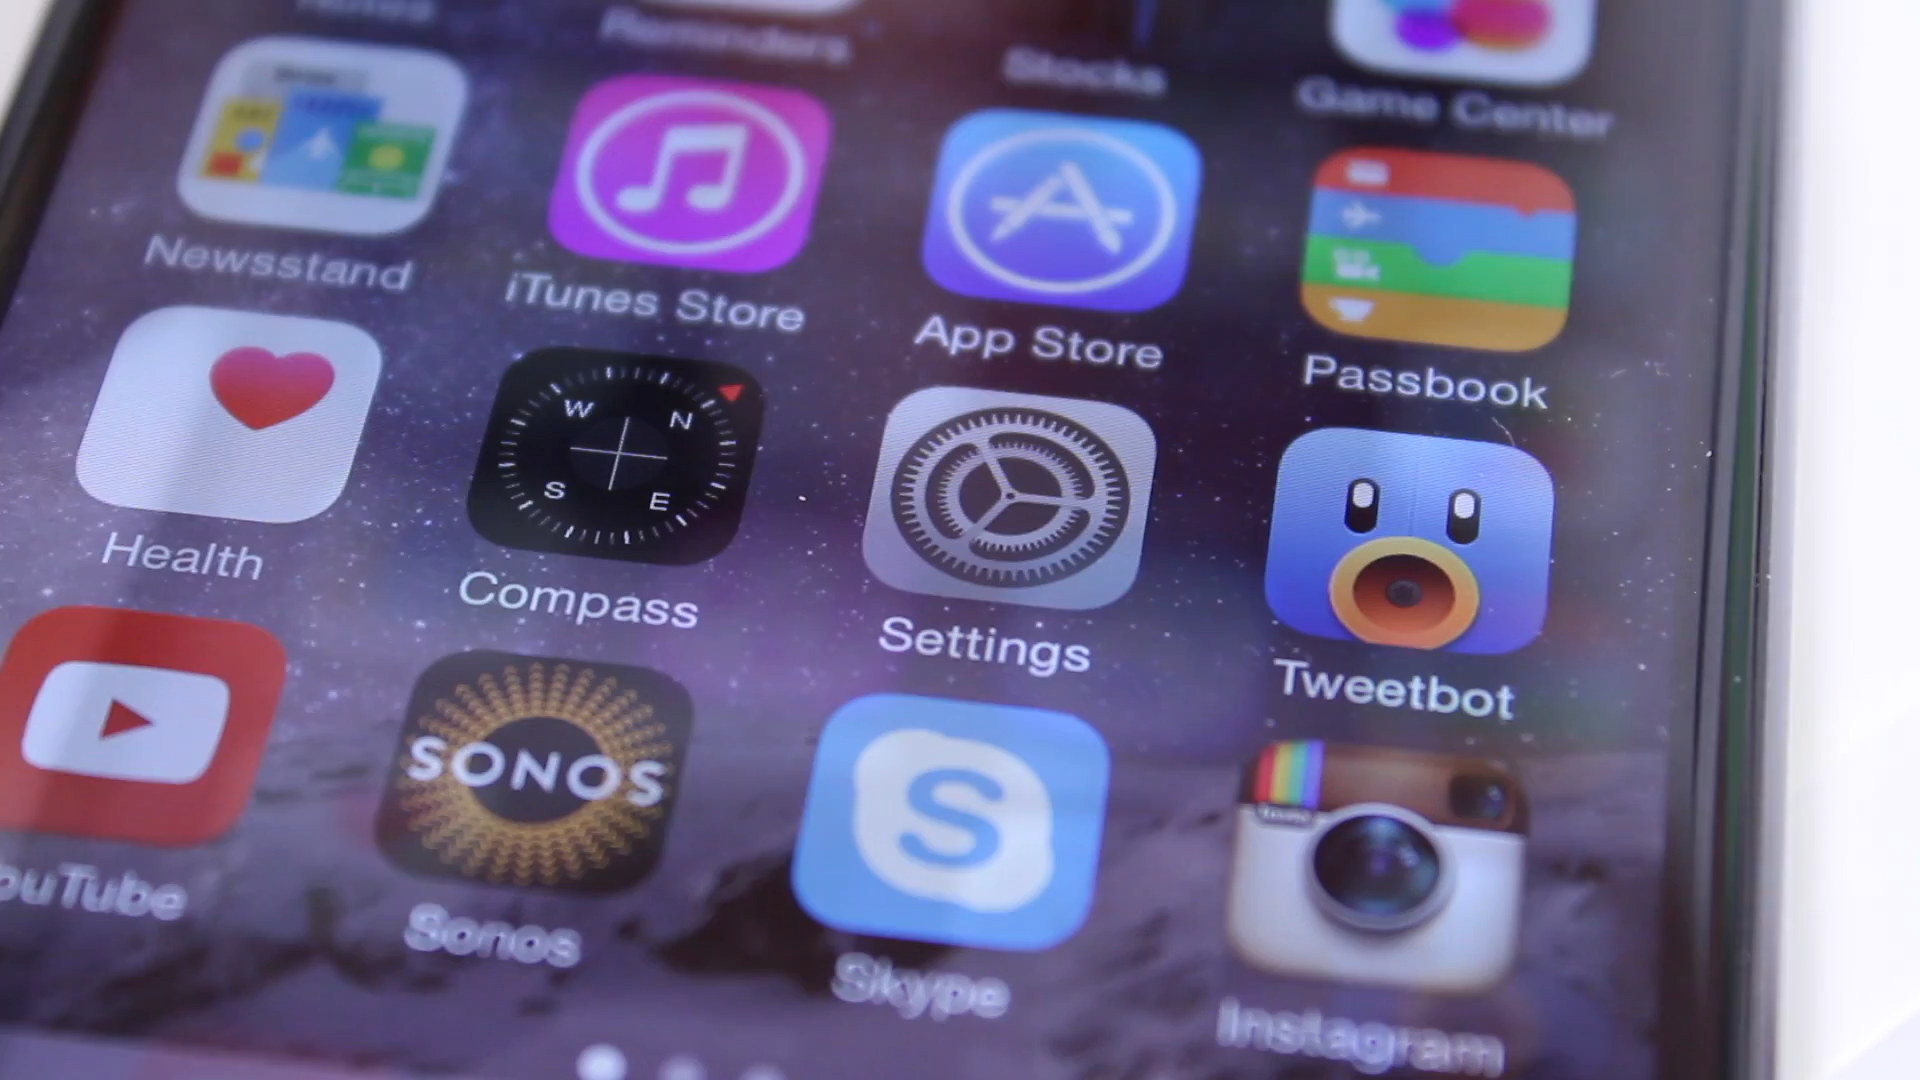 Reminders
Stocks
Game Center
Newsstand
iTunes Store
App Store
Passbook
W
N
S
E
Health
Compass
Settings
Tweetbot
SONOS
S
ouTube
Sonos
Skype
Instagram